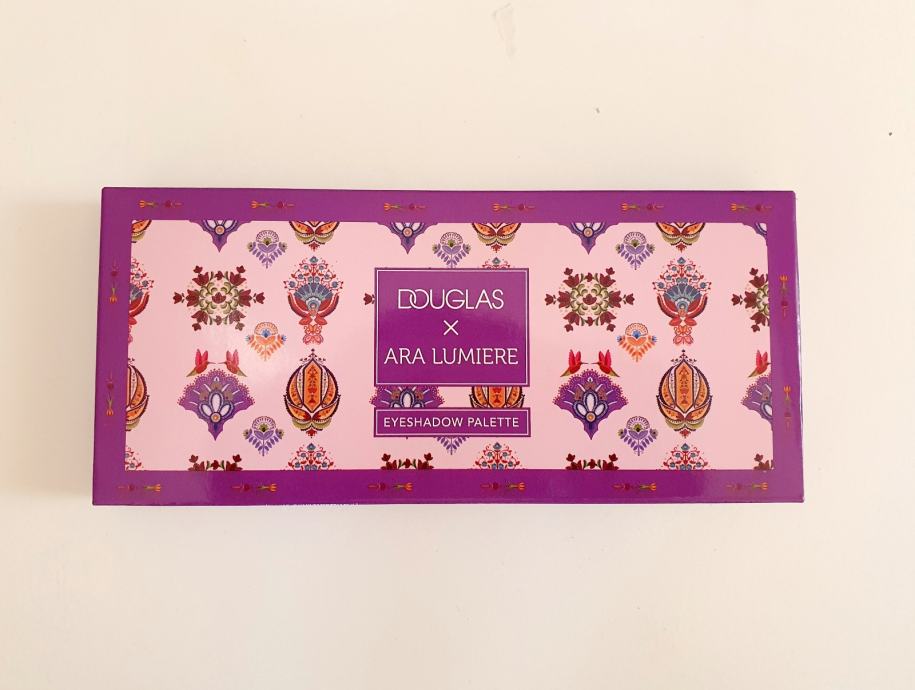 DOUGLAS
×
ARA LUMIERE
EYESHADOW PALETTE